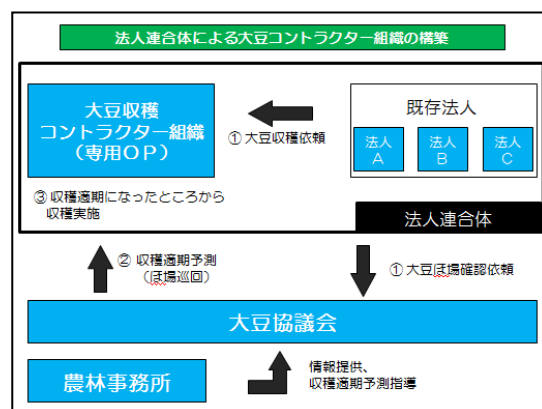 法人連合体による大豆コントラクター組織の構築
大豆収穫
コントラクター組織
（専用ＯＰ）
① 大豆収穫依頼
既存法人
法人
A
法人
B
法人
C
③ 収穫適期になったところから
収穫実施
法人連合体
② 収穫適期予測
（ほ場巡回）
① 大豆ほ場確認依頼
大豆協議会
農林事務所
情報提供、
収穫適期予測指導